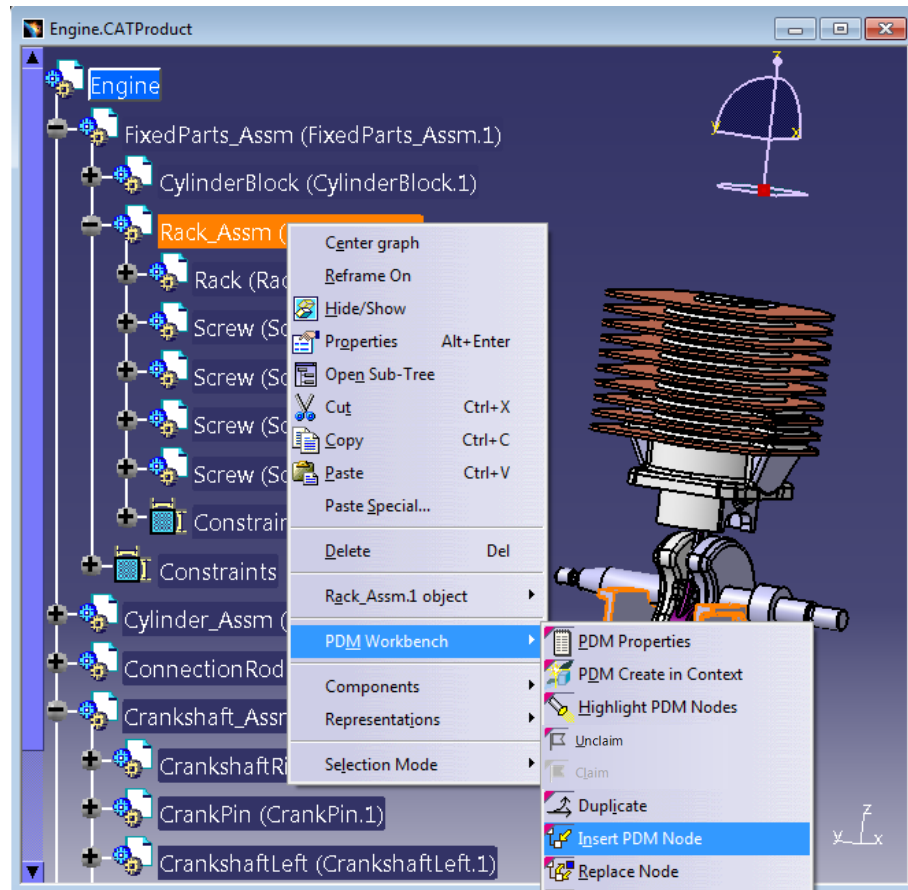 Engine.CATProduct
Engine
FixedParts_Assm (FixedParts_Assm.1)
CylinderBlock (CylinderBlock.1)
Rack_Assm (
Rack (Rac
Screw (Sc
Screw (Sc
Screw (Sc
Screw (Sc
Constrain
Constraints
Cylinder_Assm (
ConnectionRod
Crankshaft_Assm
CrankshaftRi
CrankPin (CrankPin.1)
CrankshaftLeft (CrankshaftLeft.1)
Center graph
Reframe On
Hide/Show
Properties Alt+Enter
Open Sub-Tree
Cut Ctrl+X
Copy Ctrl+C
Paste Ctrl+V
Paste Special...
Delete Del
Rack_Assm.1 object
PDM Workbench
Components
Representations
Selection Mode
PDM Properties
PDM Create in Context
Highlight PDM Nodes
Unclaim
Claim
Duplicate
Insert PDM Node
Replace Node
z
y x
z
y x